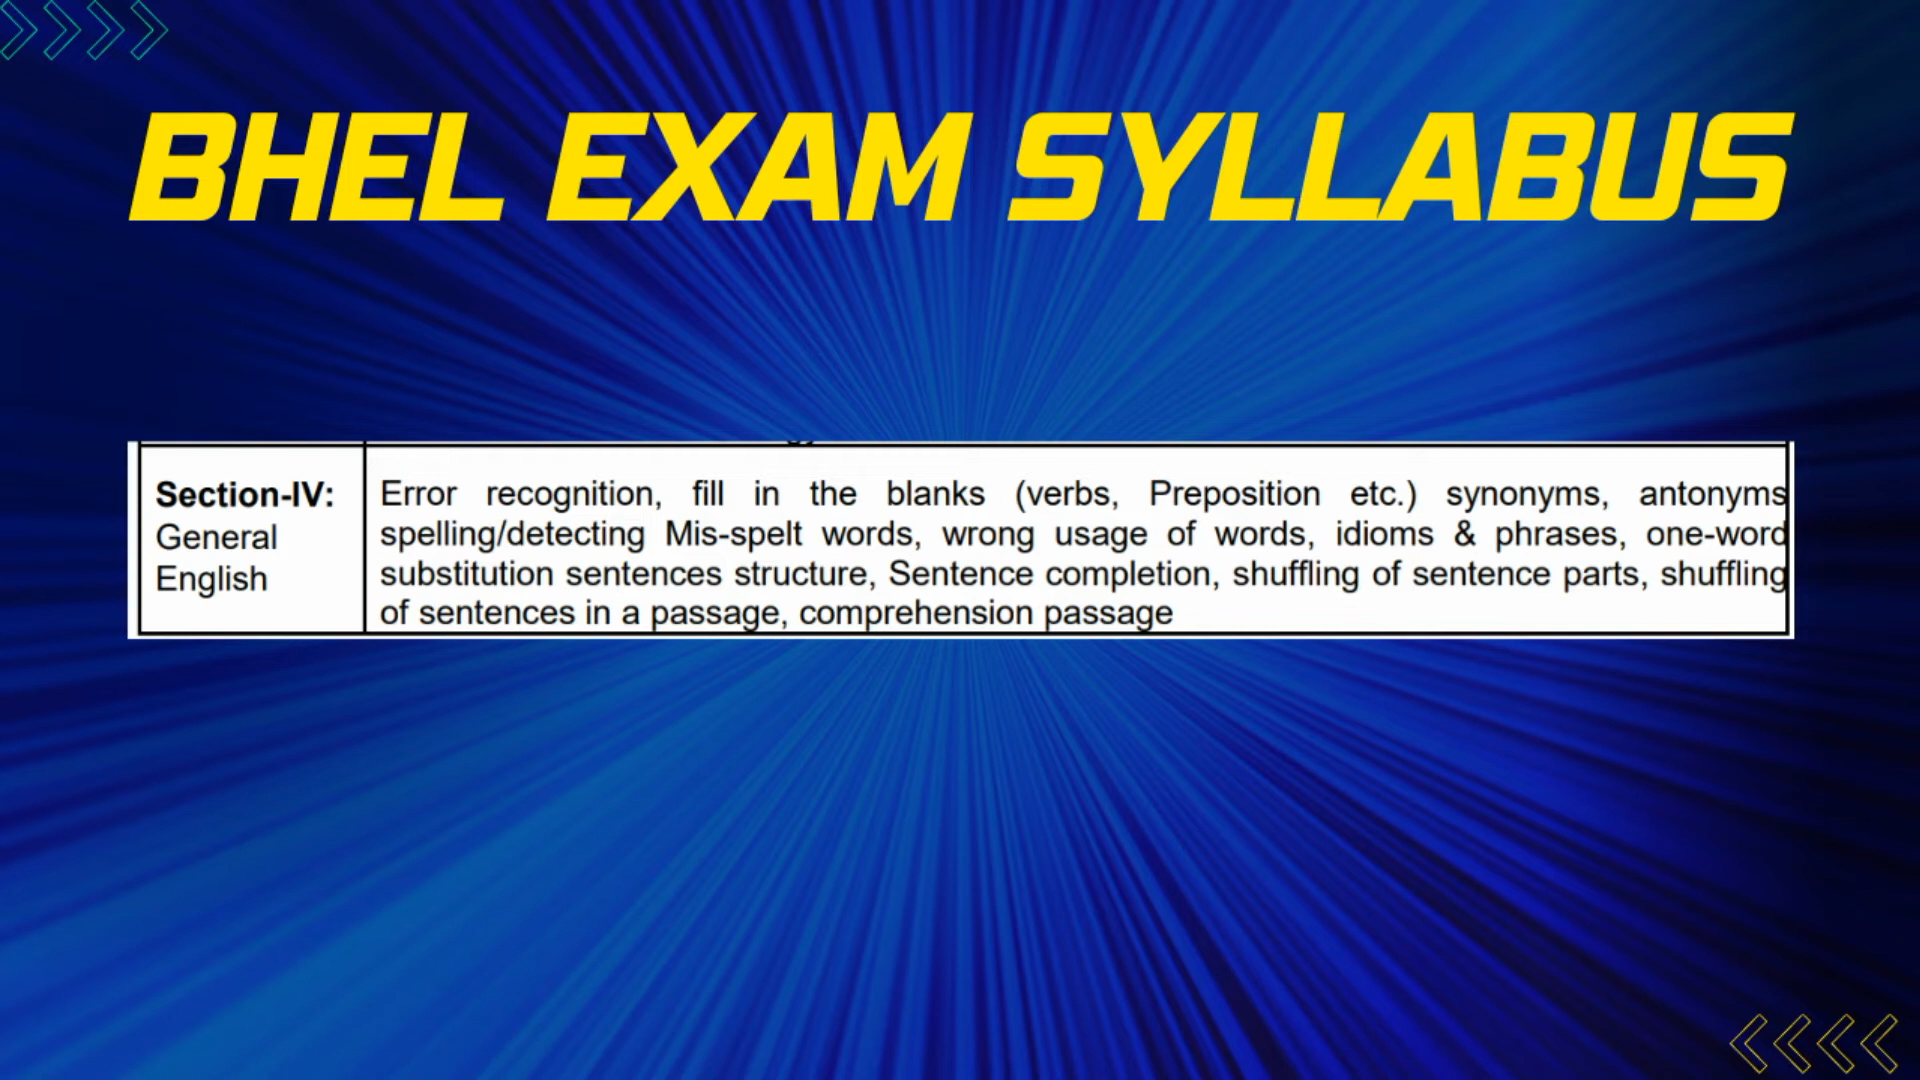 BHEL EXAM SYLLABUS
Section-IV:
General
English
Error recognition, fill in the blanks (verbs, Preposition etc.) synonyms, antonyms
spelling/detecting Mis-spelt words, wrong usage of words, idioms & phrases, one-word
substitution sentences structure, Sentence completion, shuffling of sentence parts, shuffling
of sentences in a passage, comprehension passage